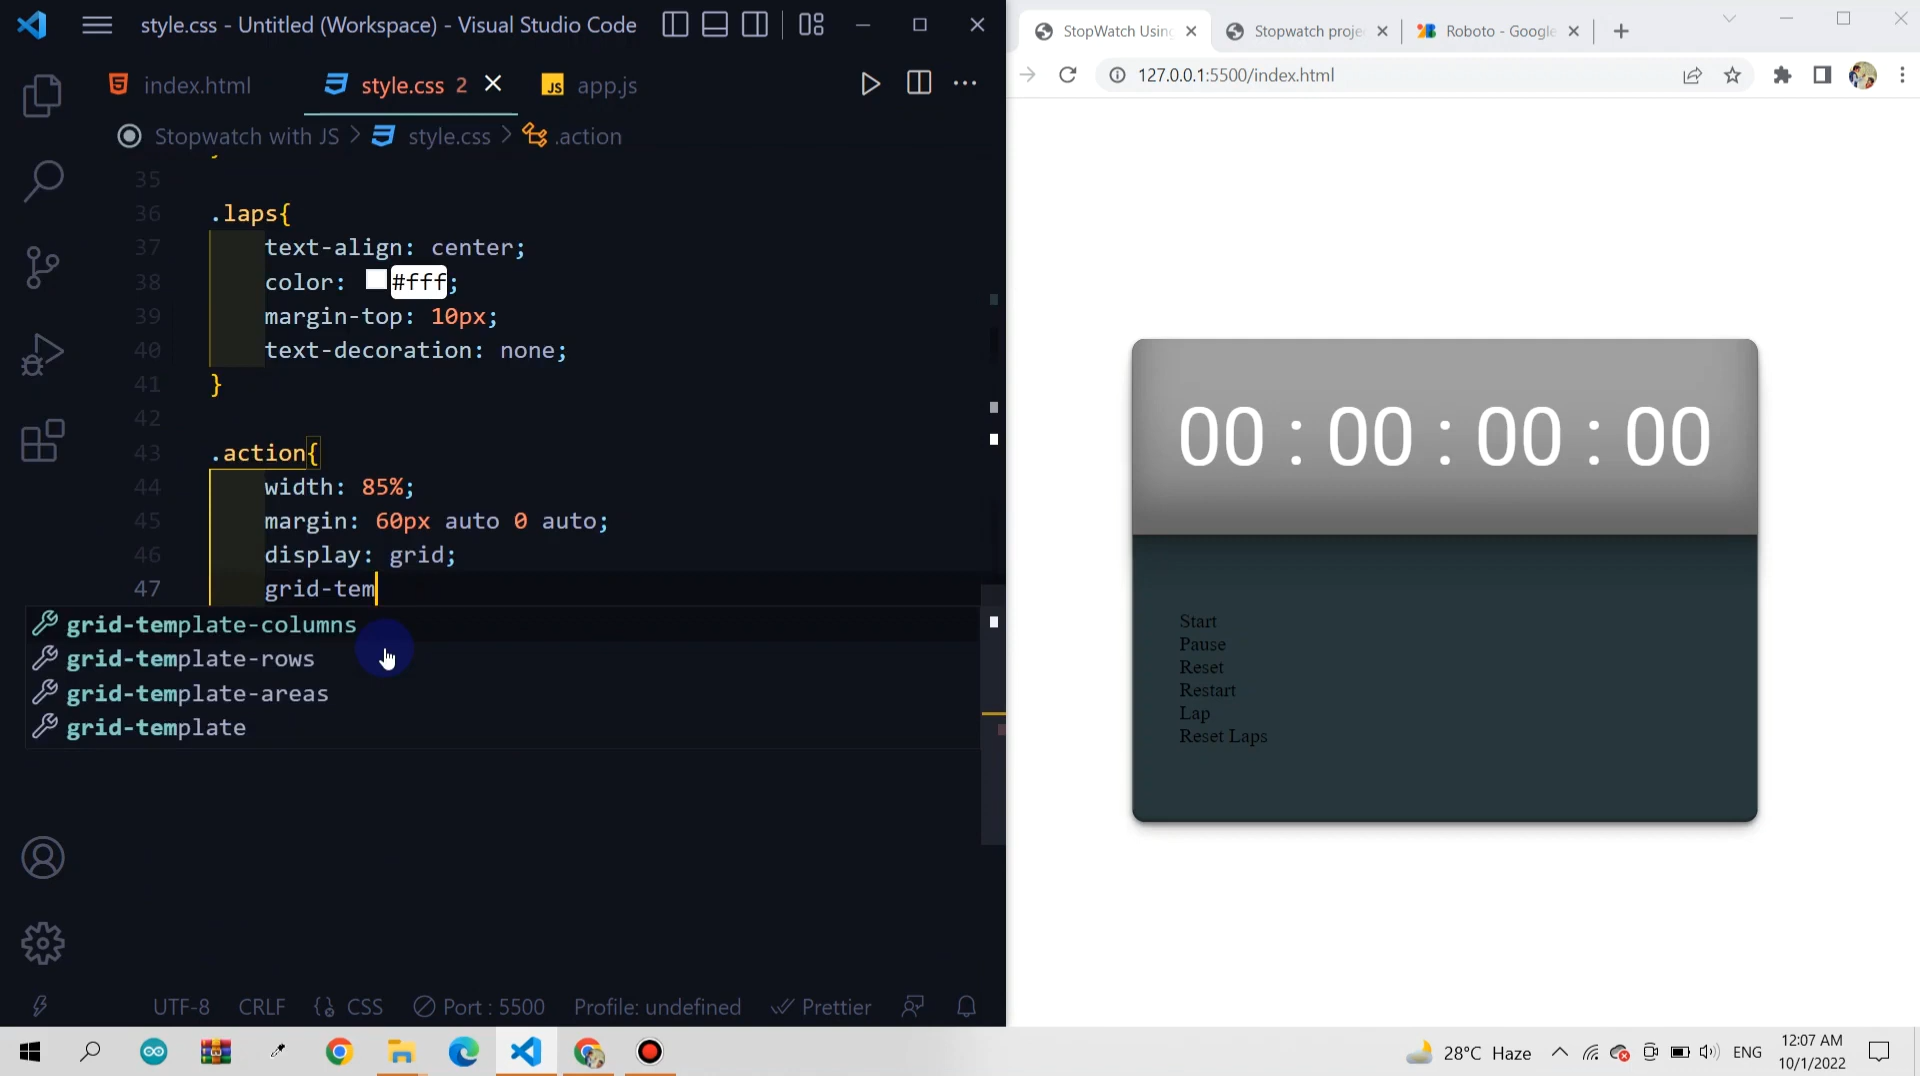 style.css - Untitled (Workspace) - Visual Studio Code
index.html
style.css 2
JS app.js
Stopwatch with JS > style.css > .action
35
36 .laps{
37 text-align: center;
38 color: #fff;
39 margin-top: 10px;
40 text-decoration: none;
41 }
42
43 .action{
44 width: 85%;
45 margin: 60px auto 0 auto;
46 display: grid;
47 grid-tem
grid-template-columns
grid-template-rows
grid-template-areas
grid-template
UTF-8 CRLF CSS Port : 5500 Profile: undefined Prettier
StopWatch Usin
Stopwatch proje
Roboto - Google
127.0.0.1:5500/index.html
00 : 00 : 00 : 00
Start
Pause
Reset
Restart
Lap
Reset Laps
28°C Haze
ENG
12:07 AM
10/1/2022